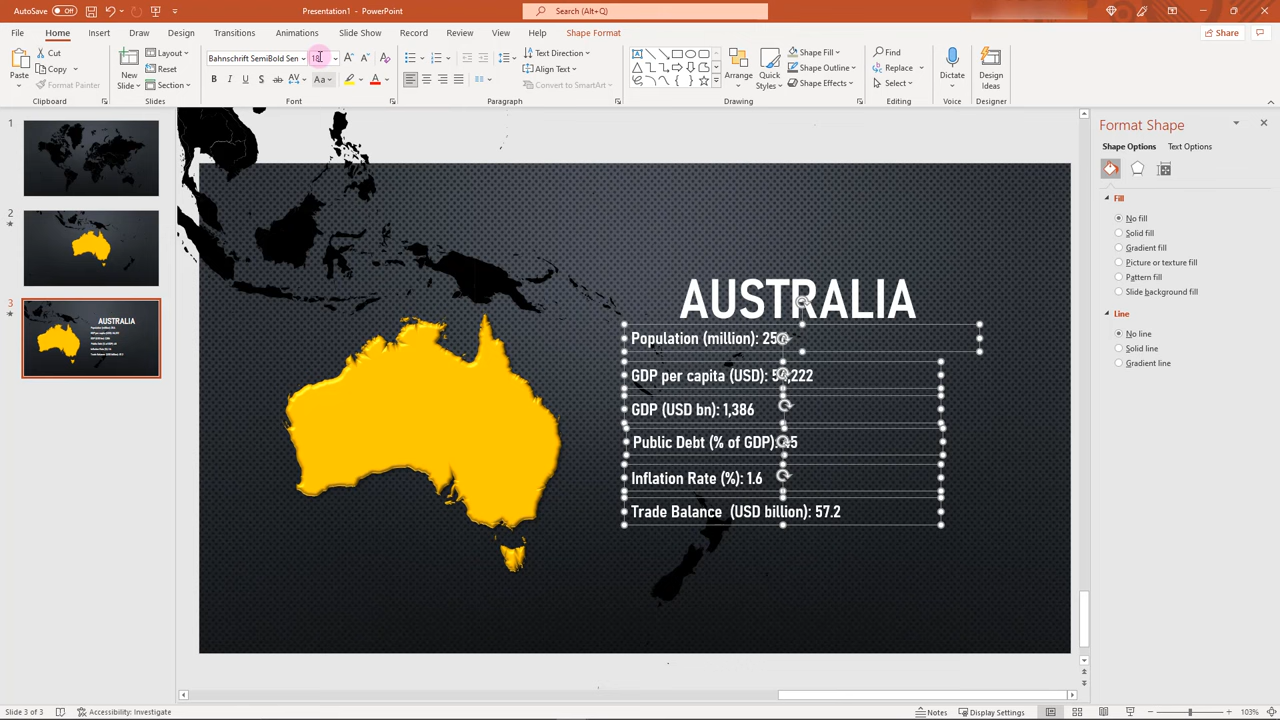 AutoSave Off
Presentation1 - PowerPoint
Search (Alt+Q)
File Home Insert Draw Design Transitions Animations Slide Show Record Review View Help Shape Format
Share
Paste
Cut
Copy
Format Painter
Clipboard
New Slide
Layout
Reset
Section
Slides
Bahnschrift SemiBold Sen
Font
Text Direction
Align Text
Convert to SmartArt
Paragraph
Arrange
Quick Styles
Shape Fill
Shape Outline
Shape Effects
Drawing
Find
Replace
Select
Editing
Dictate
Voice
Design Ideas
Designer
1
2
3
AUSTRALIA
Population (million):
GDP per capita (USD):
GDP (USD bn): 1,386
Public Debt (% of GDP):
Inflation Rate (%): 1.6
Trade Balance (USD billion): 57.2
Format Shape
Shape Options Text Options
Fill
No fill
Solid fill
Gradient fill
Picture or texture fill
Pattern fill
Slide background fill
Line
No line
Solid line
Gradient line
Slide 3 of 3
Accessibility: Investigate
Notes
Display Settings
103%